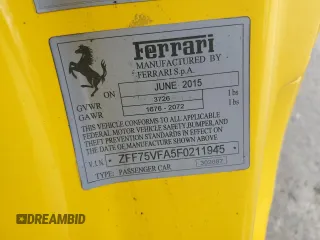 Ferrari
MANUFACTURED BY
FERRARI S.p.A.
ON JUNE 2015
GVWR 3726 lbs
GAWR 1676 - 2072 lbs
THIS VEHICLE CONFORMS TO ALL APPLICABLE
FEDERAL MOTOR VEHICLE SAFETY, BUMPER, AND
THEFT PREVENTION STANDARDS IN EFFECT ON
THE DATE OF MANUFACTURE SHOWN ABOVE.
V.I.N. ZFF75VFA5F0211945
TYPE: PASSENGER CAR
DREAMBID